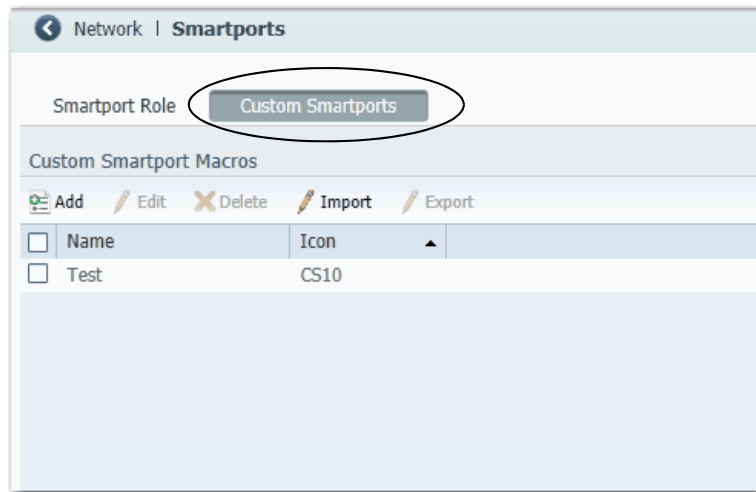 Network | Smartports
Smartport Role Custom Smartports
Custom Smartport Macros
Add Edit Delete Import Export
Name Icon
Test CS10